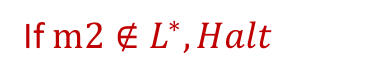 If m2 ∉ L*, Halt